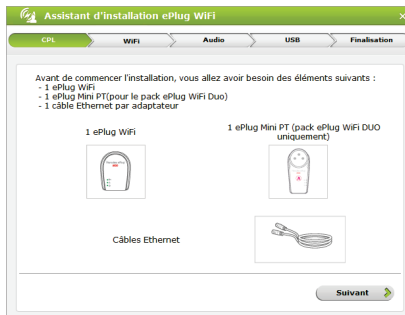 Assistant d'installation ePlug WiFi
CPL
WiFi
Audio
USB
Finalisation
Avant de commencer l'installation, vous allez avoir besoin des éléments suivants :
- 1 ePlug WiFi
- 1 ePlug Mini PT(pour le pack ePlug WiFi Duo)
- 1 câble Ethernet par adaptateur
1 ePlug WiFi
1 ePlug Mini PT (pack ePlug WiFi DUO
uniquement)
Câbles Ethernet
Suivant